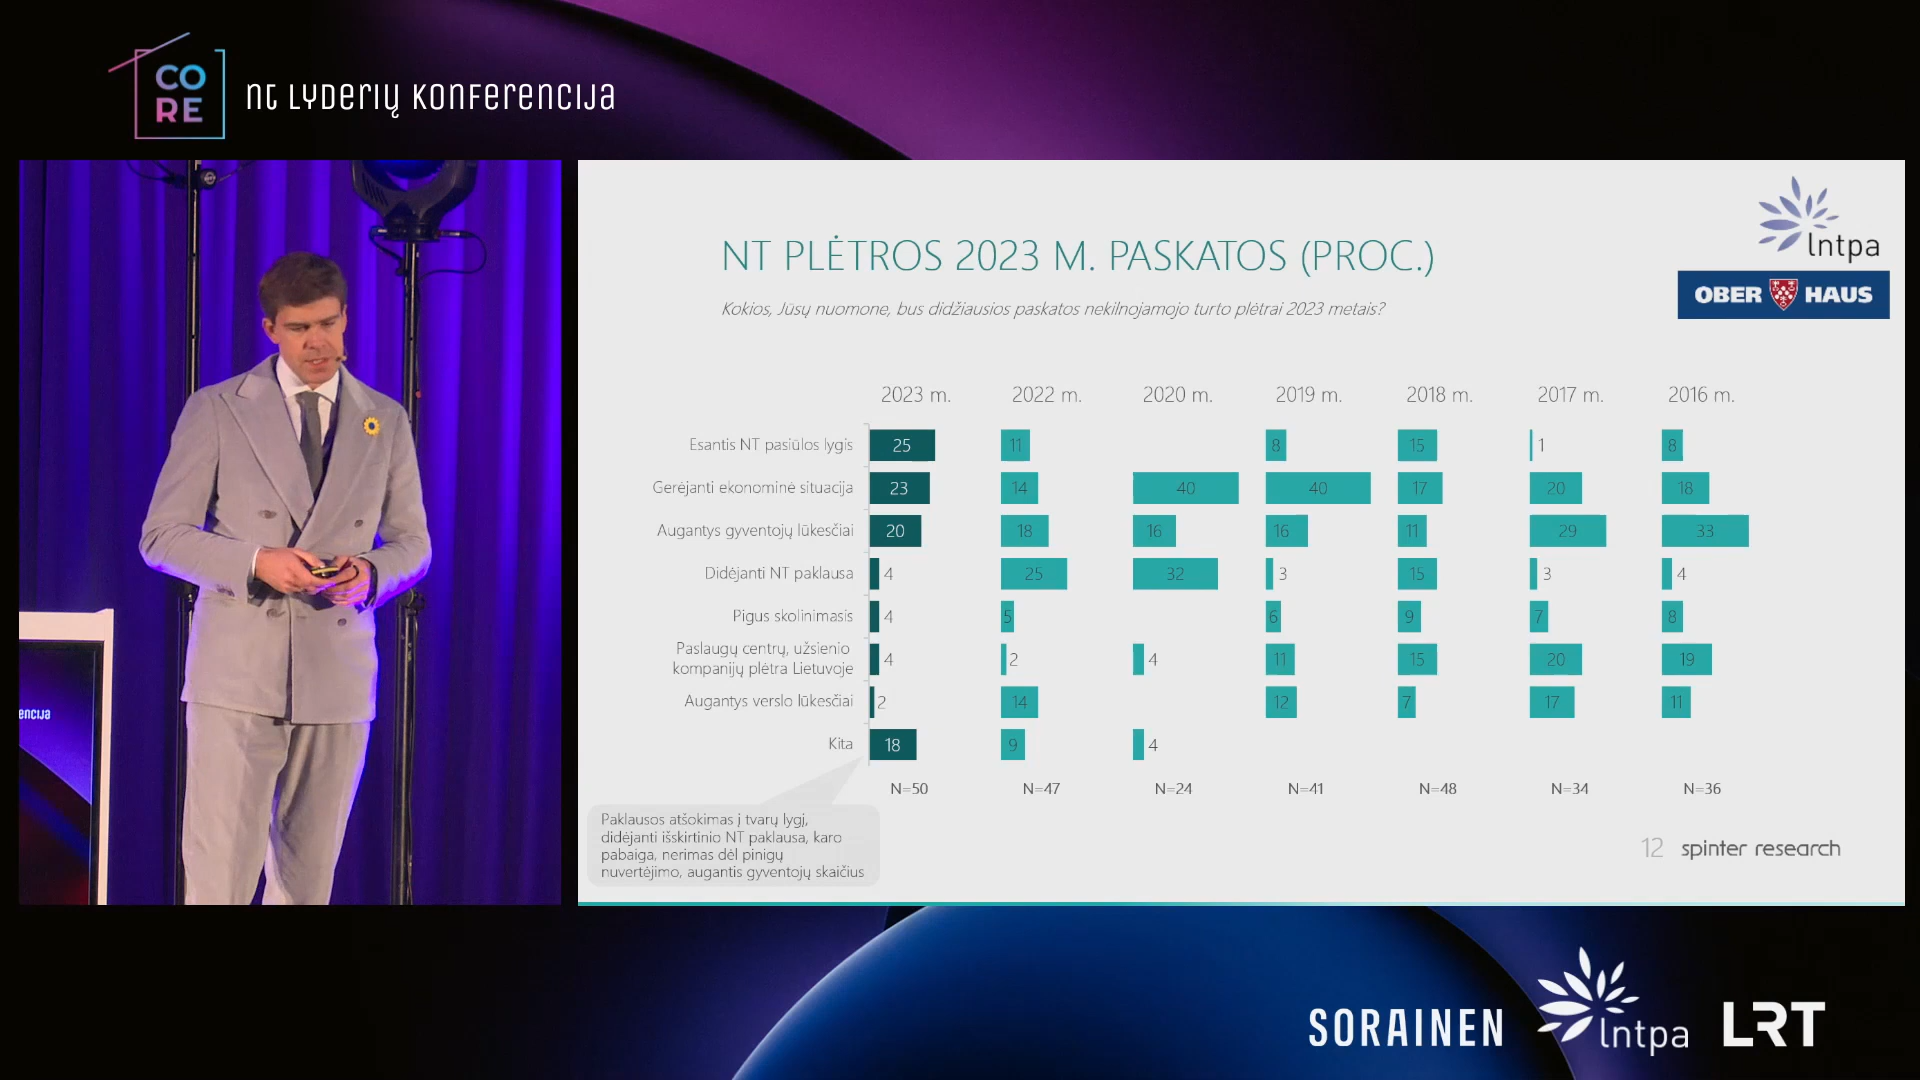 CO
RE
nt Lyderių Konferencija
encija
NT PLĖTROS 2023 M. PASKATOS (PROC.)
Kokios, Jūsų nuomone, bus didžiausios paskatos nekilnojamojo turto plėtrai 2023 metais?
lntpa
OBER HAUS
2023 m. 2022 m. 2020 m. 2019 m. 2018 m. 2017 m. 2016 m.
Esantis NT pasiūlos lygis 25 11 8 15 1 8
Gerėjanti ekonominė situacija 23 14 40 40 17 20 18
Augantys gyventojų lūkesčiai 20 18 16 16 11 29 33
Didėjanti NT paklausa 4 25 32 3 15 3 4
Pigus skolinimasis 4 5 6 9 7 8
Paslaugų centrų, užsienio
kompanijų plėtra Lietuvoje 4 2 4 11 15 20 19
Augantys verslo lūkesčiai 2 14 12 7 17 11
Kita 18 9 4
N=50 N=47 N=24 N=41 N=48 N=34 N=36
Paklausos atšokimas į tvarų lygį,
didėjanti išskirtinio NT paklausa, karo
pabaiga, nerimas dėl pinigų
nuvertėjimo, augantis gyventojų skaičius
12 spinter research
SORAINEN lntpa LRT